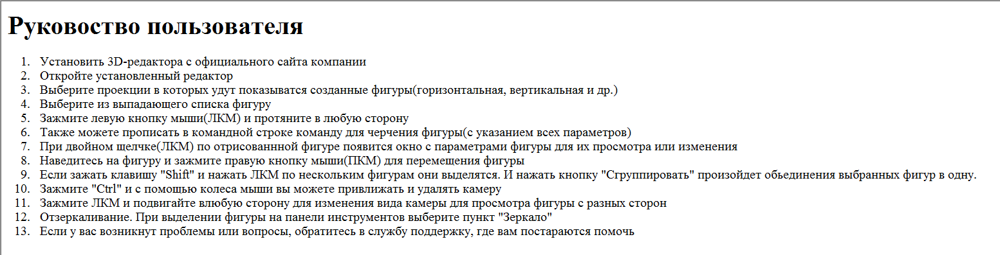 Руковоство пользователя
1. Установить 3D-редактора с официального сайта компании
2. Откройте установленный редактор
3. Выберите проекции в которых удут показыватся созданные фигуры(горизонтальная, вертикальная и др.)
4. Выберите из выпадающего списка фигуру
5. Зажмите левую кнопку мыши(ЛКМ) и протяните в любую сторону
6. Также можете прописать в командной строке команду для черчения фигуры(с указанием всех параметров)
7. При двойном щелчке(ЛКМ) по отрисованнной фигуре появится окно с параметрами фигуры для их просмотра или изменения
8. Наведитесь на фигуру и зажмите правую кнопку мыши(ПКМ) для перемещения фигуры
9. Если зажать клавишу "Shift" и нажать ЛКМ по нескольким фигурам они выделятся. И нажать кнопку "Сгруппировать" произойдет обьединения выбранных фигур в одну.
10. Зажмите "Ctrl" и с помощью колеса мыши вы можете привлижать и удалять камеру
11. Зажмите ЛКМ и подвигайте влюбую сторону для изменения вида камеры для просмотра фигуры с разных сторон
12. Отзеркаливание. При выделении фигуры на панели инструментов выберите пункт "Зеркало"
13. Если у вас возникнут проблемы или вопросы, обратитесь в службу поддержку, где вам постараются помочь